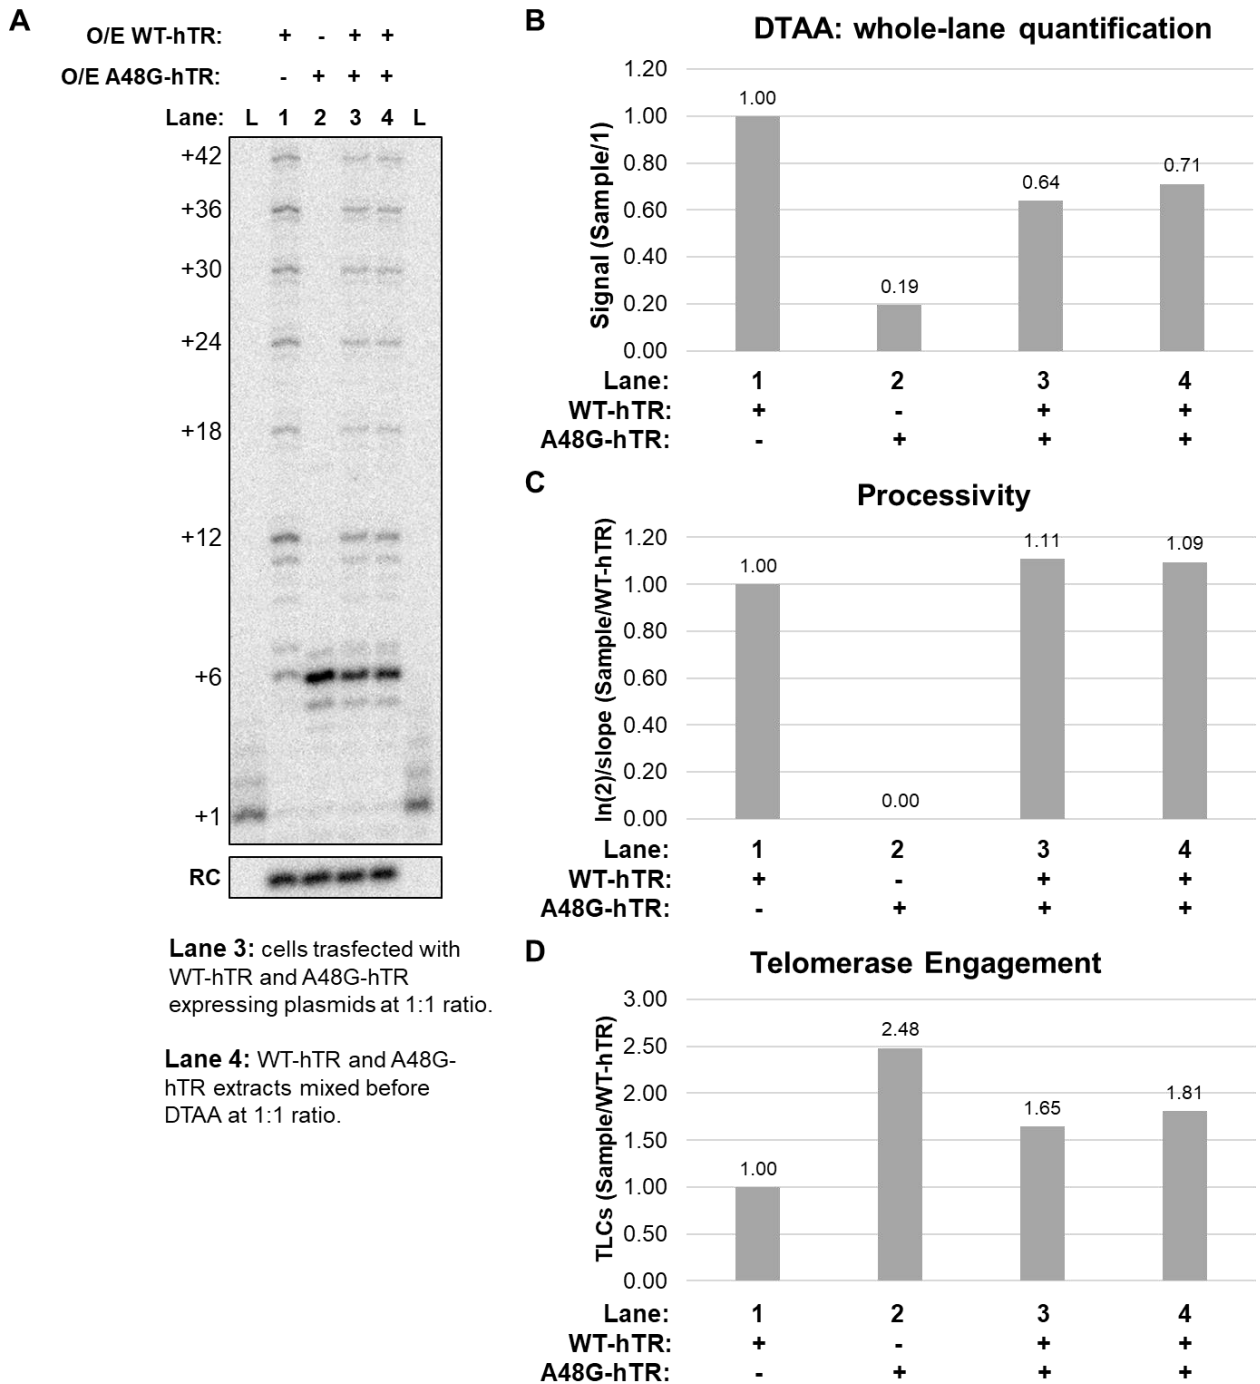 A
O/E WT-hTR: + - + +
O/E A48G-hTR: - + + +
Lane: L 1 2 3 4 L
+42
+36
+30
+24
+18
+12
+6
+1
RC
Lane 3: cells trasfected with
WT-hTR and A48G-hTR
expressing plasmids at 1:1 ratio.
Lane 4: WT-hTR and A48G-
hTR extracts mixed before
DTAA at 1:1 ratio.
B
DTAA: whole-lane quantification
Signal (Sample/1)
1.20
1.00
0.80
0.60
0.40
0.20
0.00
1.00
0.19
0.64
0.71
Lane: 1 2 3 4
WT-hTR: + - + +
A48G-hTR: - + + +
C
Processivity
ln(2)/slope (Sample/WT-hTR)
1.20
1.00
0.80
0.60
0.40
0.20
0.00
1.00
0.00
1.11
1.09
Lane: 1 2 3 4
WT-hTR: + - + +
A48G-hTR: - + + +
D
Telomerase Engagement
TLCs (Sample/WT-hTR)
3.00
2.50
2.00
1.50
1.00
0.50
0.00
1.00
2.48
1.65
1.81
Lane: 1 2 3 4
WT-hTR: + - + +
A48G-hTR: - + + +